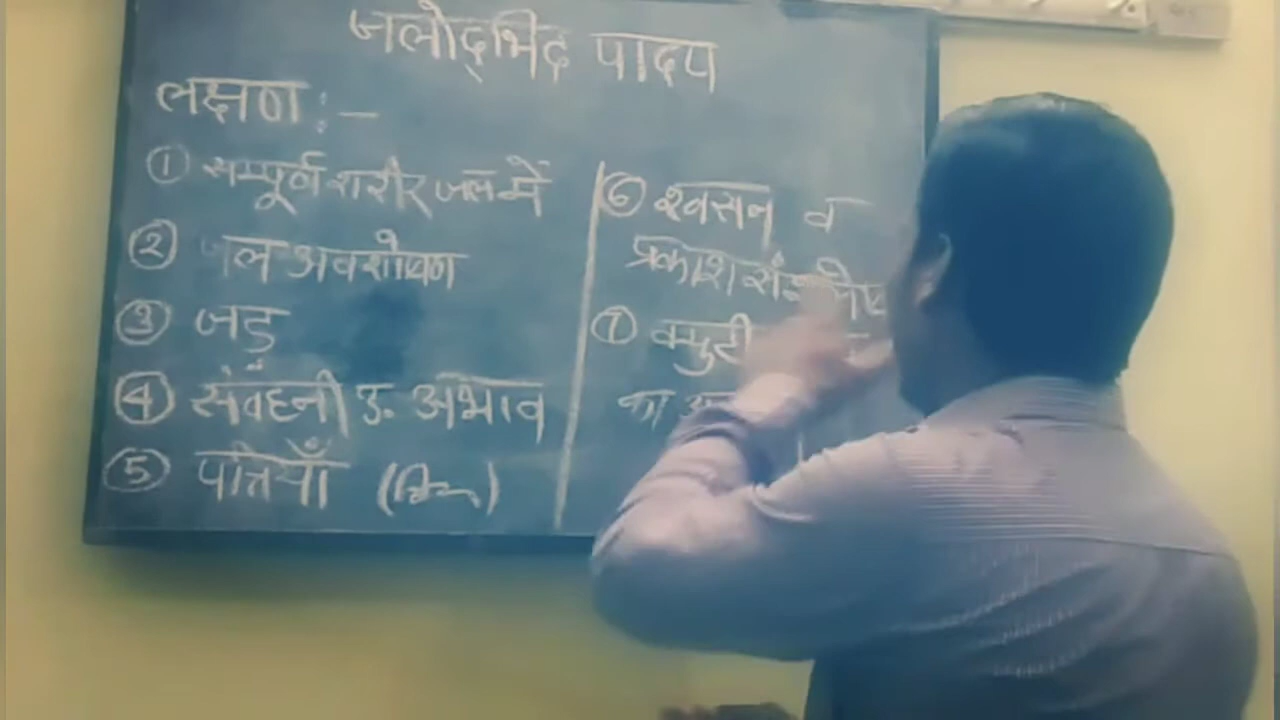 जलोद्भिद पादप
लक्षण :-
① सम्पूर्ण शरीर जल में
② जल अवशोषण
③ जड़
④ संवहनी ऊ. अभाव
⑤ पत्तियाँ
⑥ श्वसन व
प्रकाश संश्लेष
⑦ क्युटी
का